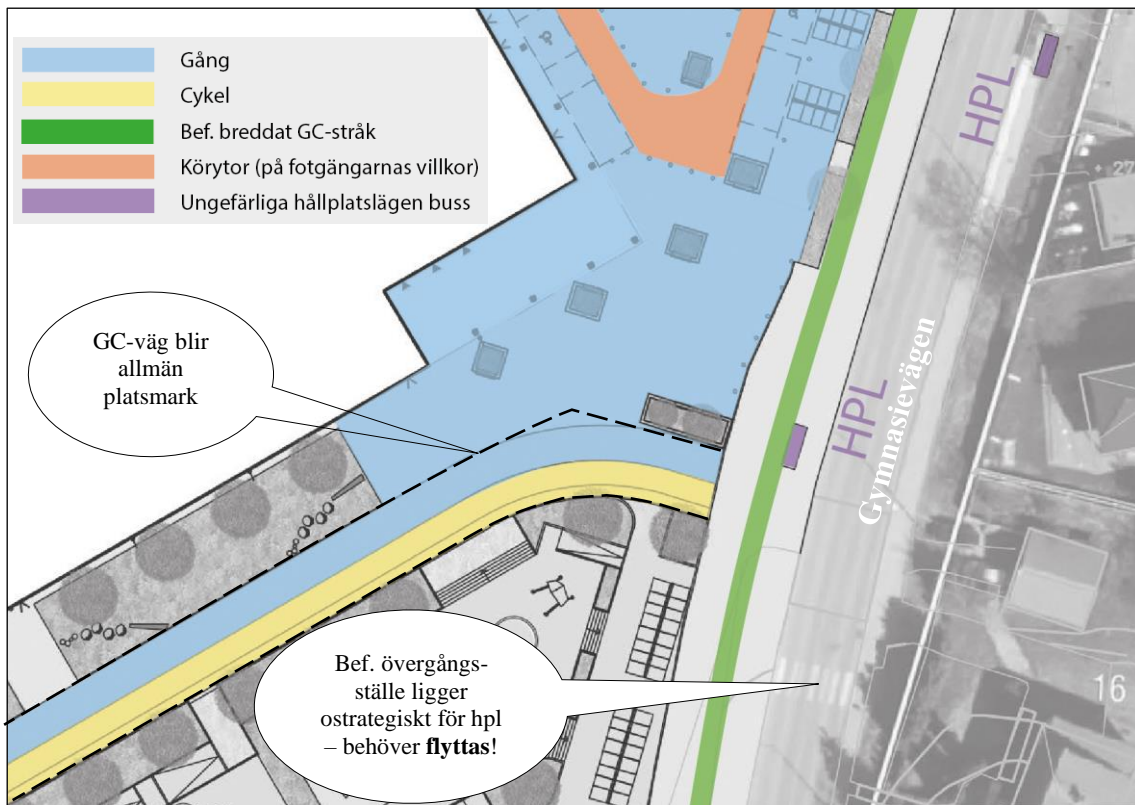 Gång
Cykel
Bef. breddat GC-stråk
Körytor (på fotgängarnas villkor)
Ungefärliga hållplatslägen buss
HPL
+ 27
GC-väg blir
allmän
platsmark
HPL
Gymnasievägen
Bef. övergångs-
ställe ligger
ostrategiskt för hpl
– behöver flyttas!
16